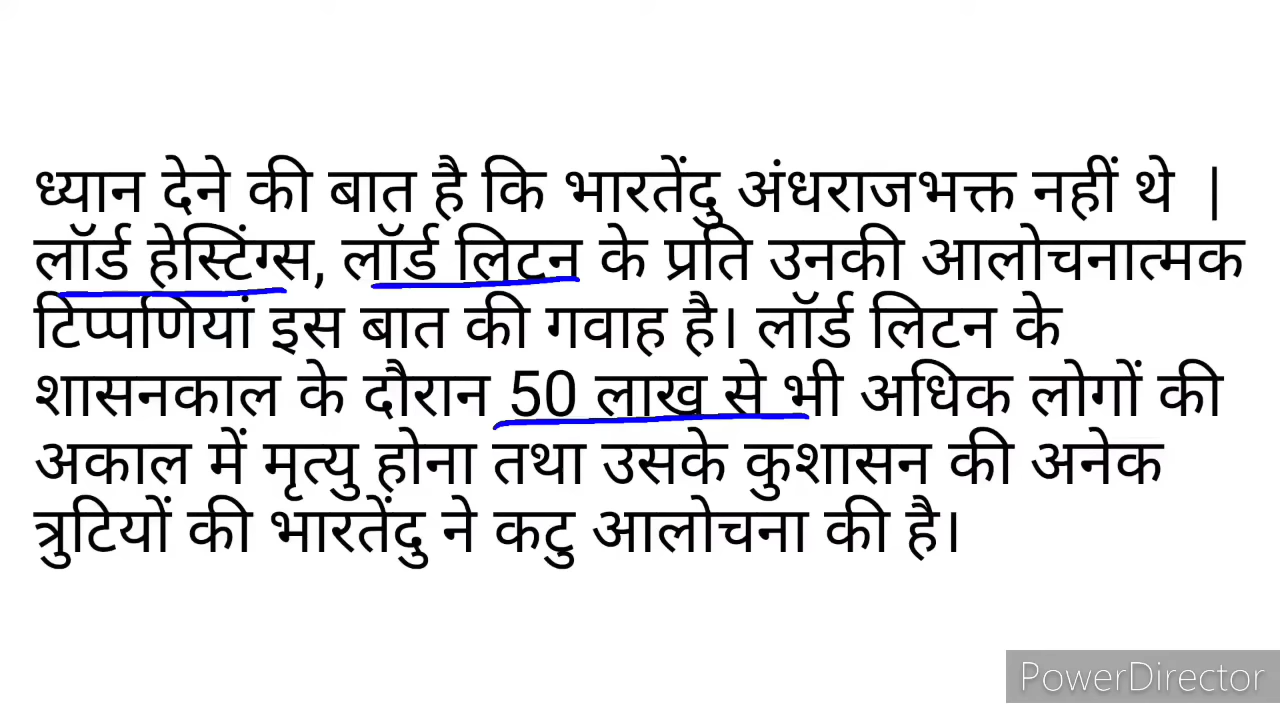 ध्यान देने की बात है कि भारतेंदु अंधराजभक्त नहीं थे |
लॉर्ड हेस्टिंग्स, लॉर्ड लिटन के प्रति उनकी आलोचनात्मक
टिप्पणियां इस बात की गवाह है। लॉर्ड लिटन के
शासनकाल के दौरान 50 लाख से भी अधिक लोगों की
अकाल में मृत्यु होना तथा उसके कुशासन की अनेक
त्रुटियों की भारतेंदु ने कटु आलोचना की है।
PowerDirector